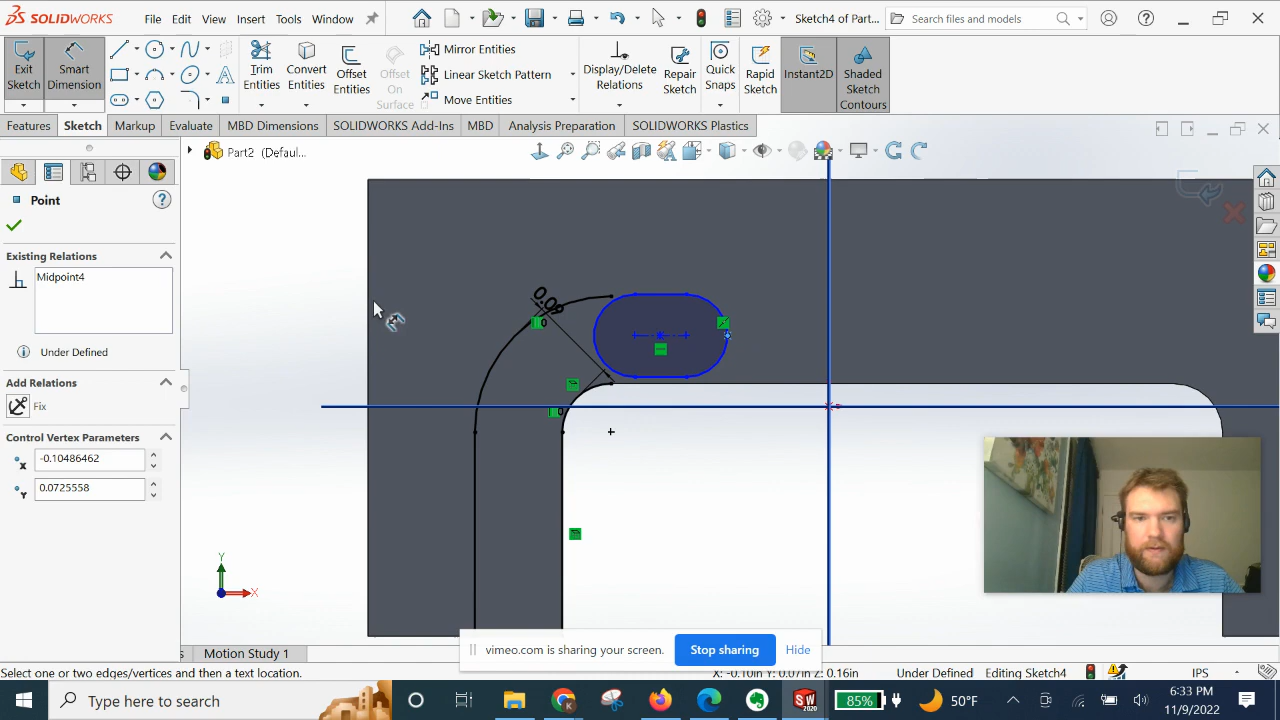 SOLIDWORKS File Edit View Insert Tools Window Sketch4 of Part... Search files and models
Exit Sketch Smart Dimension Trim Entities Convert Entities Offset Entities Offset On Surface Mirror Entities Linear Sketch Pattern Move Entities Display/Delete Relations Repair Sketch Quick Snaps Rapid Sketch Instant2D Shaded Sketch Contours
Features Sketch Markup Evaluate MBD Dimensions SOLIDWORKS Add-Ins MBD Analysis Preparation SOLIDWORKS Plastics
Part2 (Defaul...
Point
Existing Relations
Midpoint4
Under Defined
Add Relations
Fix
Control Vertex Parameters
-0.10486462
0.0725558
Y
X
Motion Study 1
vimeo.com is sharing your screen. Stop sharing Hide
Select one or two edges/vertices and then a text location. X: -0.10in Y: 0.07in Z: 0.16in Under Defined Editing Sketch4 IPS
Type here to search 85% 50°F 6:33 PM
11/9/2022